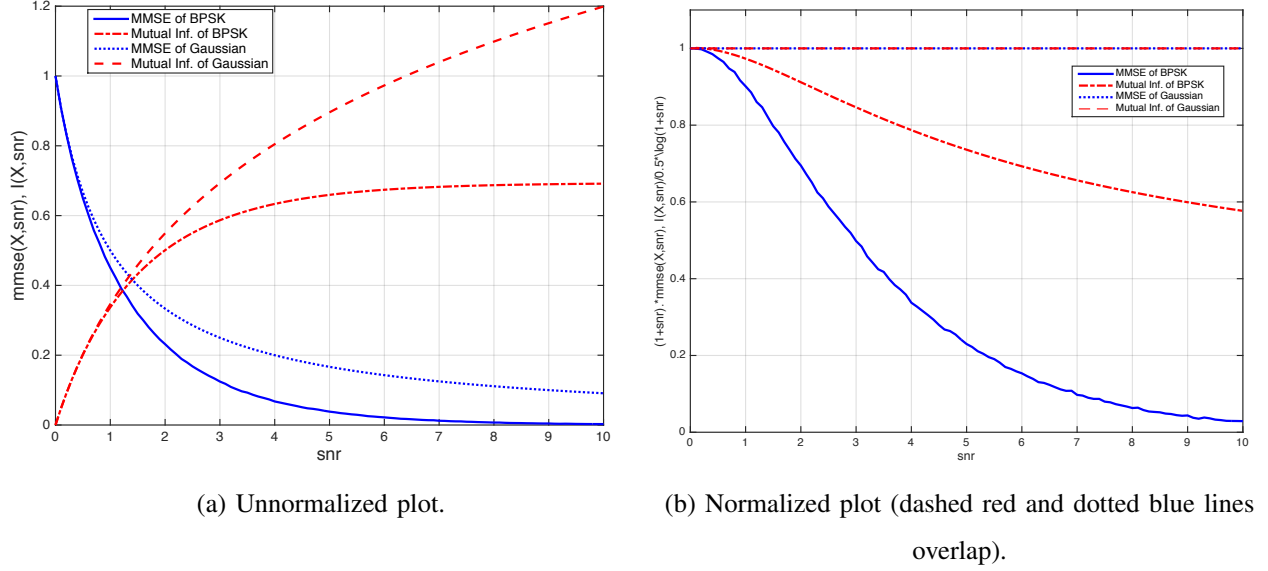 MMSE of BPSK
Mutual Inf. of BPSK
MMSE of Gaussian
Mutual Inf. of Gaussian
mmse(X,snr), I(X,snr)
1.2
1
0.8
0.6
0.4
0.2
0
0 1 2 3 4 5 6 7 8 9 10
snr
(a) Unnormalized plot.
MMSE of BPSK
Mutual Inf. of BPSK
MMSE of Gaussian
Mutual Inf. of Gaussian
(1+snr).*mmse(X,snr), I(X,snr)/0.5*\log(1+snr)
1
0.8
0.6
0.4
0.2
0
0 1 2 3 4 5 6 7 8 9 10
snr
(b) Normalized plot (dashed red and dotted blue lines
overlap).